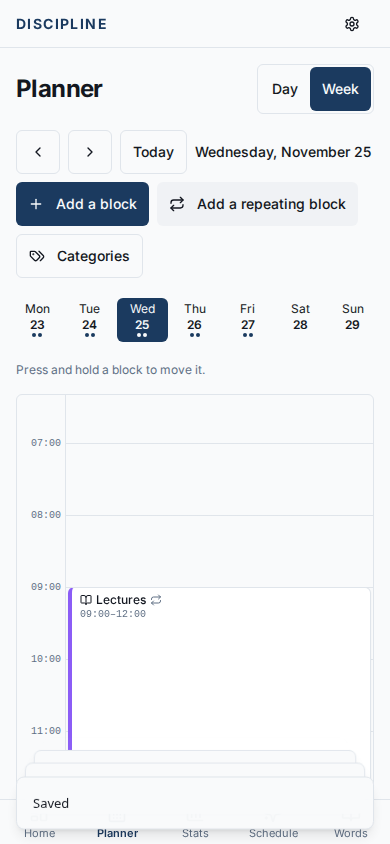 DISCIPLINE
Planner
Day Week
Today Wednesday, November 25
Add a block Add a repeating block
Categories
Mon Tue Wed Thu Fri Sat Sun
23 24 25 26 27 28 29
Press and hold a block to move it.
07:00
08:00
09:00
Lectures
09:00–12:00
10:00
11:00
Saved
Home Planner Stats Schedule Words